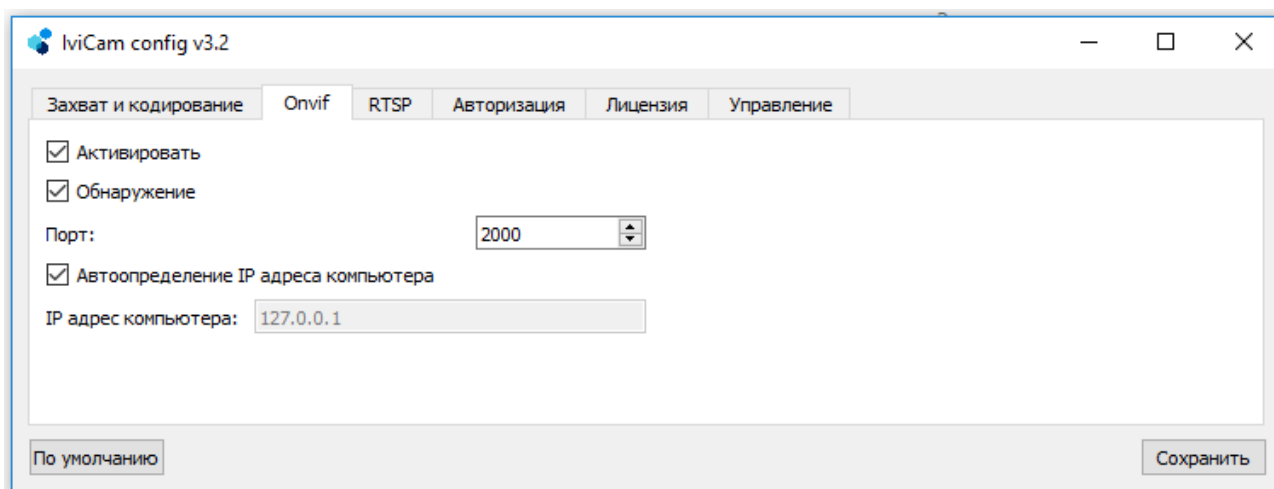 IviCam config v3.2
Захват и кодирование Onvif RTSP Авторизация Лицензия Управление
Активировать
Обнаружение
Порт: 2000
Автоопределение IP адреса компьютера
IP адрес компьютера: 127.0.0.1
По умолчанию Сохранить